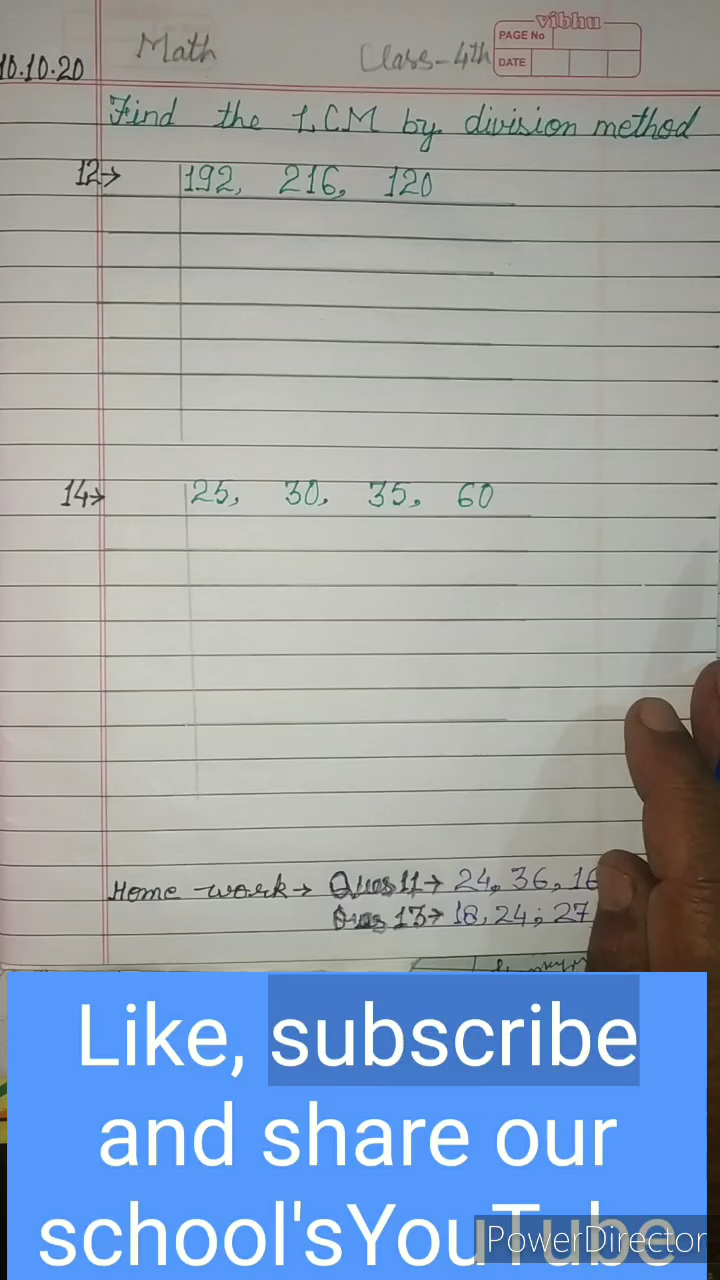 vibhu
PAGE No
DATE
10.10.20 Math Class-4th
Find the LCM by division method
12→ 192, 216, 120
14→ 25, 30, 35, 60
Home work→ Ques 11→ 24, 36, 16
Ques 13→ 18, 24, 27
Like, subscribe
and share our
school'sYouTube
PowerDirector